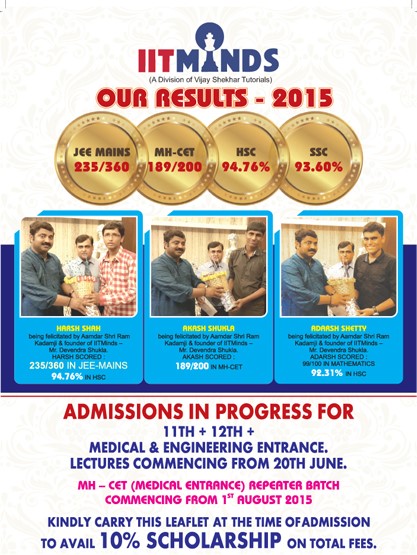 IITMINDS
(A Division of Vijay Shekhar Tutorials)
OUR RESULTS - 2015
JEE MAINS
235/360
MH-CET
189/200
HSC
94.76%
SSC
93.60%
HARSH SHAH
being felicitated by Aamdar Shri Ram
Kadamji & founder of IITMinds –
Mr. Devendra Shukla.
HARSH SCORED :
235/360 IN JEE-MAINS
94.76% IN HSC
AKASH SHUKLA
being felicitated by Aamdar Shri Ram
Kadamji & founder of IITMinds –
Mr. Devendra Shukla.
AKASH SCORED :
189/200 IN MH-CET
ADARSH SHETTY
being felicitated by Aamdar Shri Ram
Kadamji & founder of IITMinds –
Mr. Devendra Shukla.
ADARSH SCORED :
99/100 IN MATHEMATICS
92.31% IN HSC
ADMISSIONS IN PROGRESS FOR
11TH + 12TH +
MEDICAL & ENGINEERING ENTRANCE.
LECTURES COMMENCING FROM 20TH JUNE.
MH – CET (MEDICAL ENTRANCE) REPEATER BATCH
COMMENCING FROM 1ST AUGUST 2015
KINDLY CARRY THIS LEAFLET AT THE TIME OFADMISSION
TO AVAIL 10% SCHOLARSHIP ON TOTAL FEES.